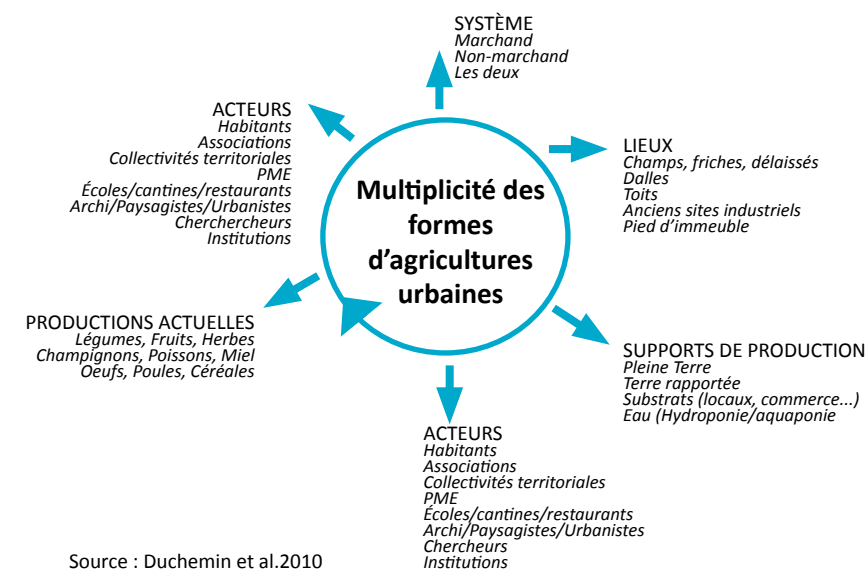 SYSTÈME
Marchand
Non-marchand
Les deux
ACTEURS
Habitants
Associations
Collectivités territoriales
PME
Écoles/cantines/restaurants
Archi/Paysagistes/Urbanistes
Cherchercheurs
Institutions
LIEUX
Champs, friches, délaissés
Dalles
Toits
Anciens sites industriels
Pied d'immeuble
Multiplicité des
formes
d'agricultures
urbaines
PRODUCTIONS ACTUELLES
Légumes, Fruits, Herbes
Champignons, Poissons, Miel
Oeufs, Poules, Céréales
SUPPORTS DE PRODUCTION
Pleine Terre
Terre rapportée
Substrats (locaux, commerce...)
Eau (Hydroponie/aquaponie
ACTEURS
Habitants
Associations
Collectivités territoriales
PME
Écoles/cantines/restaurants
Archi/Paysagistes/Urbanistes
Chercheurs
Institutions
Source : Duchemin et al.2010